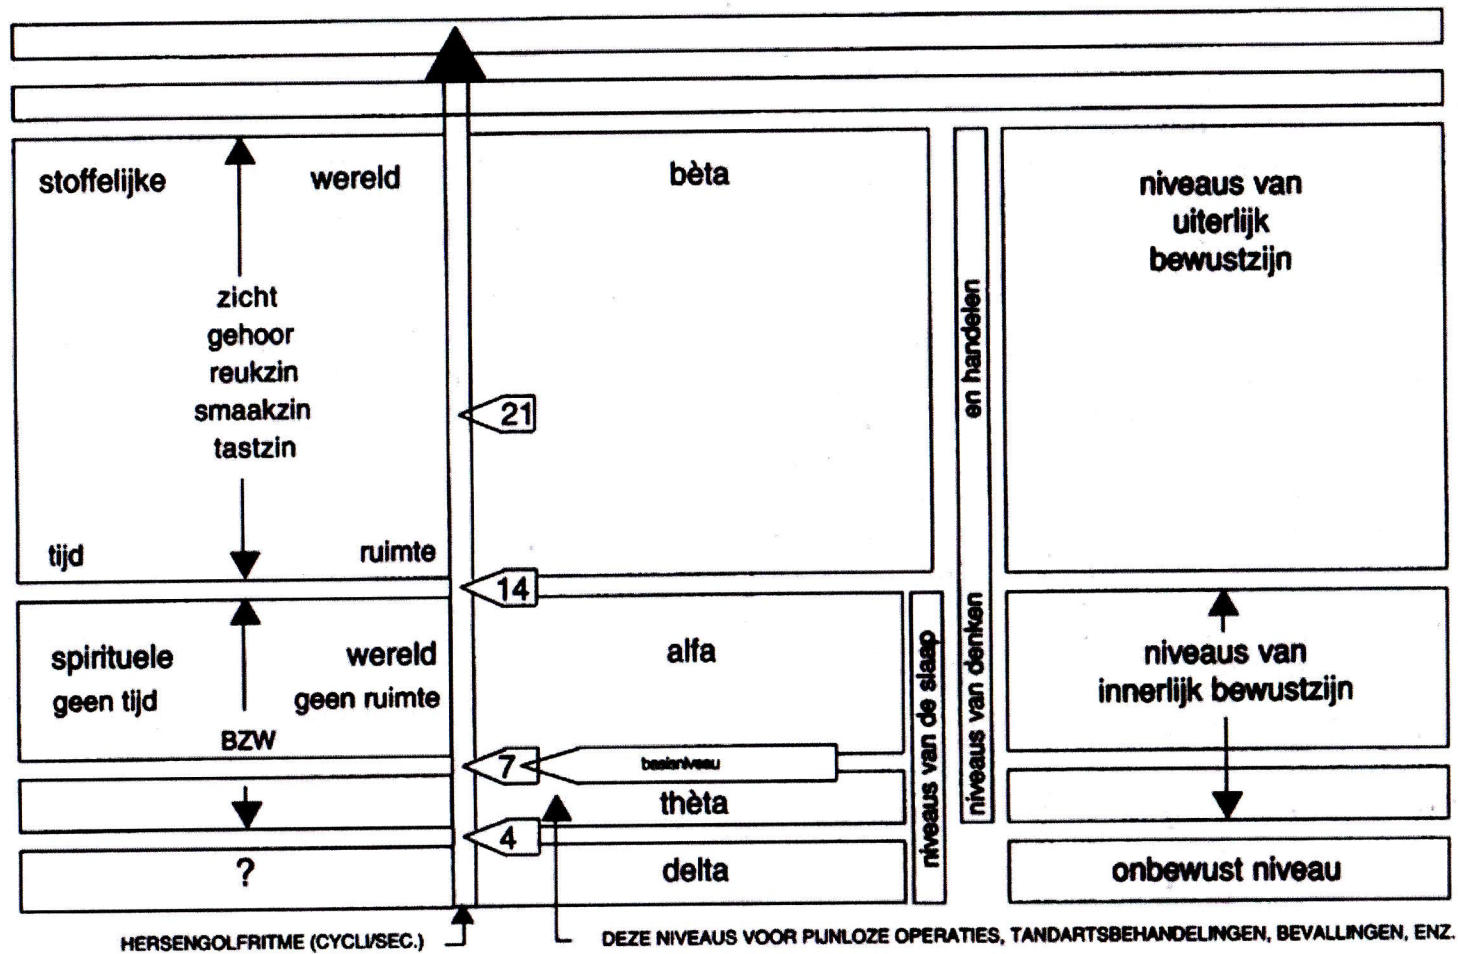 stoffelijke wereld
zicht
gehoor
reukzin
smaakzin
tastzin
tijd ruimte
spirituele wereld
geen tijd geen ruimte
BZW
?
21
14
7
4
bèta
alfa
basisniveau
thèta
delta
niveaus van de slaap
niveaus van denken en handelen
niveaus van
uiterlijk
bewustzijn
niveaus van
innerlijk bewustzijn
onbewust niveau
HERSENGOLFRITME (CYCLI/SEC.)
DEZE NIVEAUS VOOR PIJNLOZE OPERATIES, TANDARTSBEHANDELINGEN, BEVALLINGEN, ENZ.